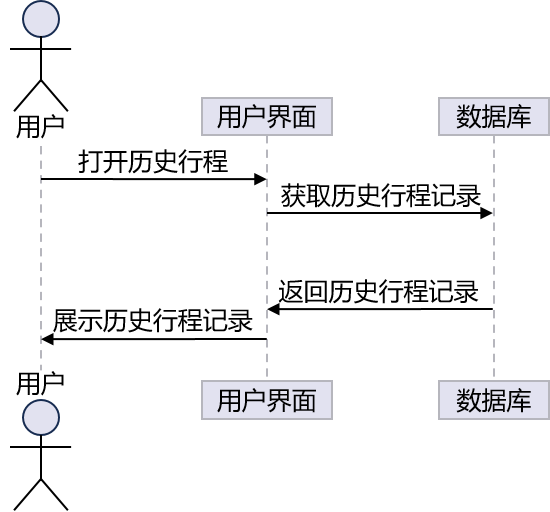 用户
用户界面
数据库
打开历史行程
获取历史行程记录
返回历史行程记录
展示历史行程记录
用户
用户界面
数据库